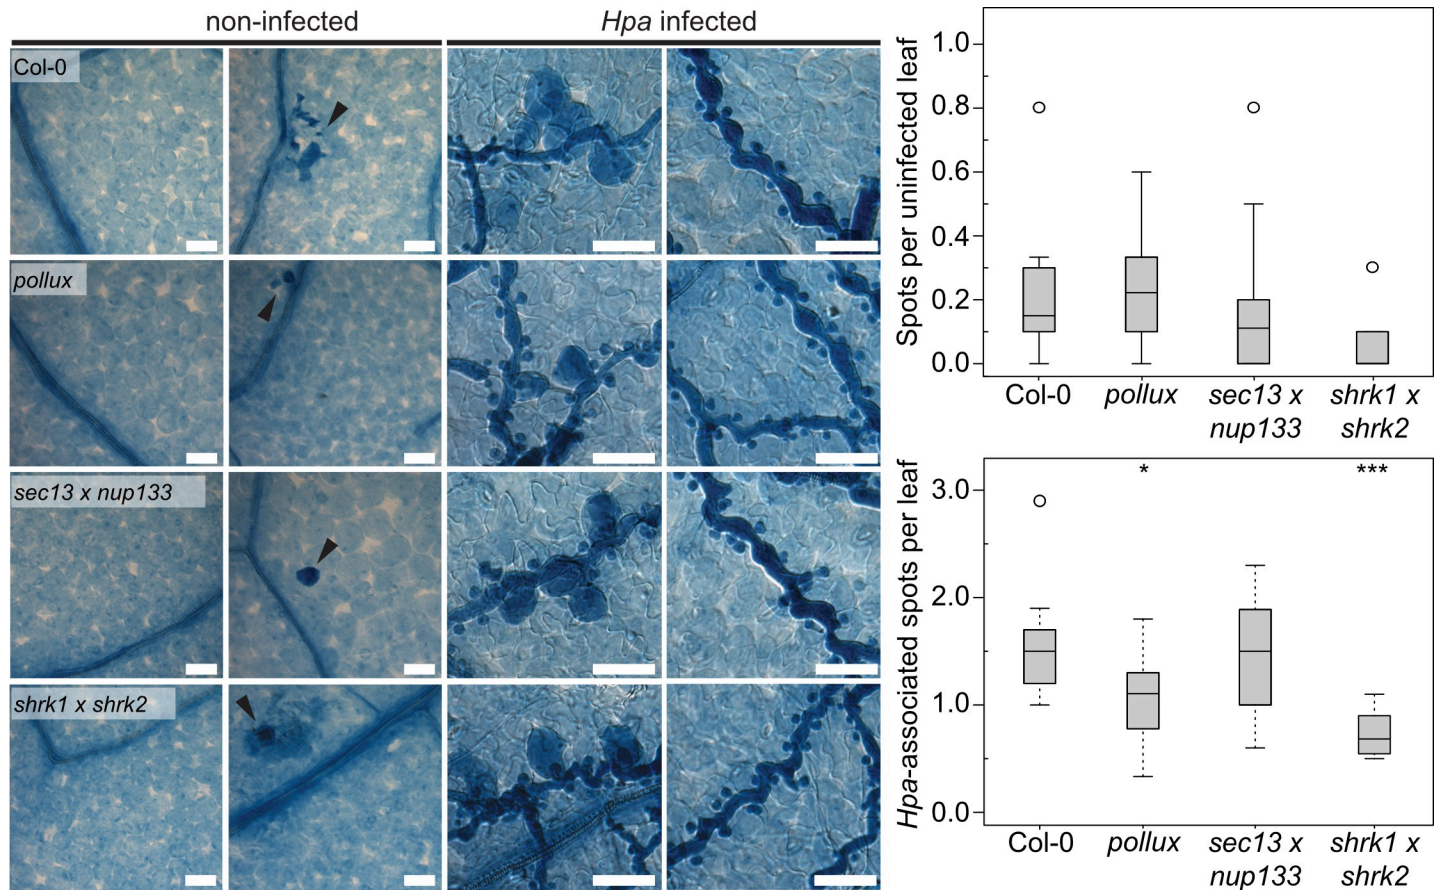 non-infected
Hpa infected
Col-0
pollux
sec13 x nup133
shrk1 x shrk2
Spots per uninfected leaf
1.0
0.8
0.6
0.4
0.2
0.0
Col-0 pollux sec13 x shrk1 x
nup133 shrk2
Hpa-associated spots per leaf
* ***
3.0
2.0
1.0
0.0
Col-0 pollux sec13 x shrk1 x
nup133 shrk2